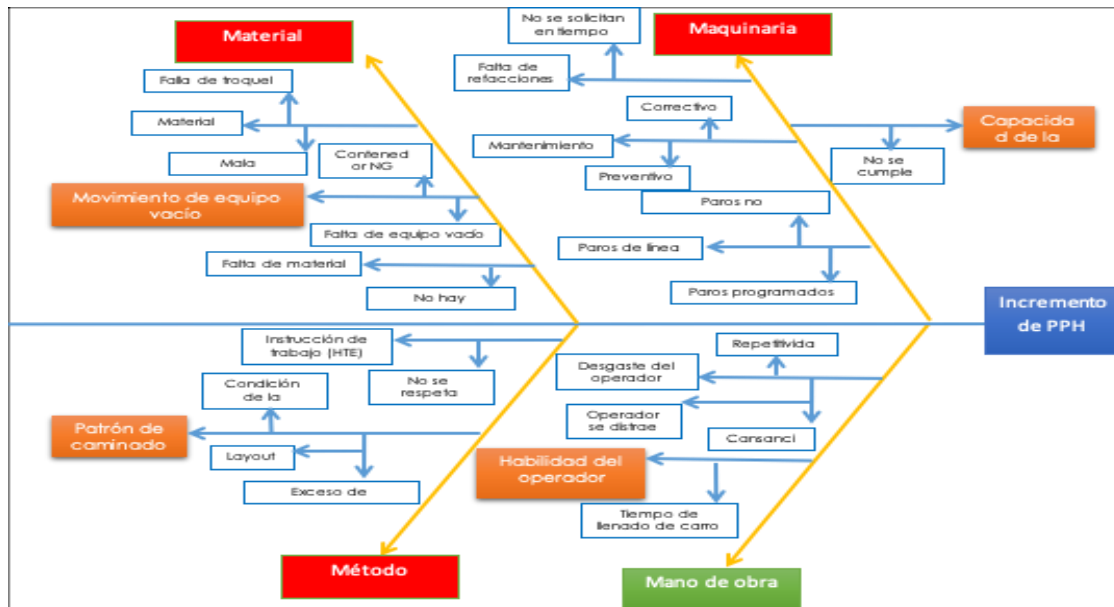 Material
Falla de troquel
Material
Mala
Contened
or NG
Movimiento de equipo
vacío
Falta de equipo vacío
Falta de material
No hay
No se solicitan
en tiempo
Maquinaria
Falta de
refacciones
Correctivo
Mantenimiento
Preventivo
Capacida
d de la
No se
cumple
Paros no
Paros de línea
Paros programados
Incremento
de PPH
Instrucción de
trabajo (HTE)
No se
respeta
Condición
de la
Patrón de
caminado
Layout
Exceso de
Método
Repetitivida
Desgaste del
operador
Operador
se distrae
Cansanci
Habilidad del
operador
Tiempo de
llenado de carro
Mano de obra